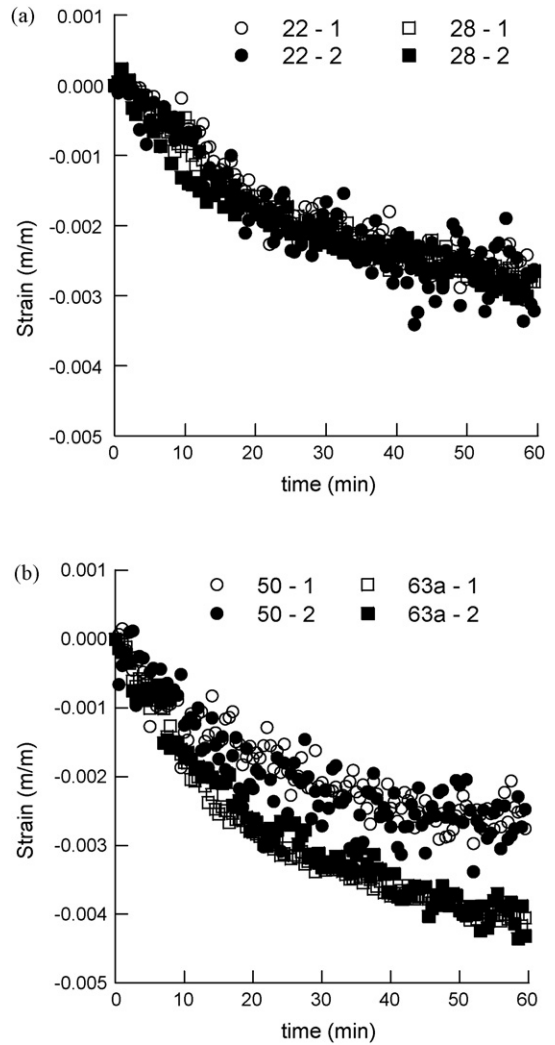 (a)
0.001
22 - 1 28 - 1
22 - 2 28 - 2
0.000
-0.001
-0.002
-0.003
-0.004
-0.005
Strain (m/m)
0 10 20 30 40 50 60
time (min)
(b)
0.001
50 - 1 63a - 1
50 - 2 63a - 2
0.000
-0.001
-0.002
-0.003
-0.004
-0.005
Strain (m/m)
0 10 20 30 40 50 60
time (min)